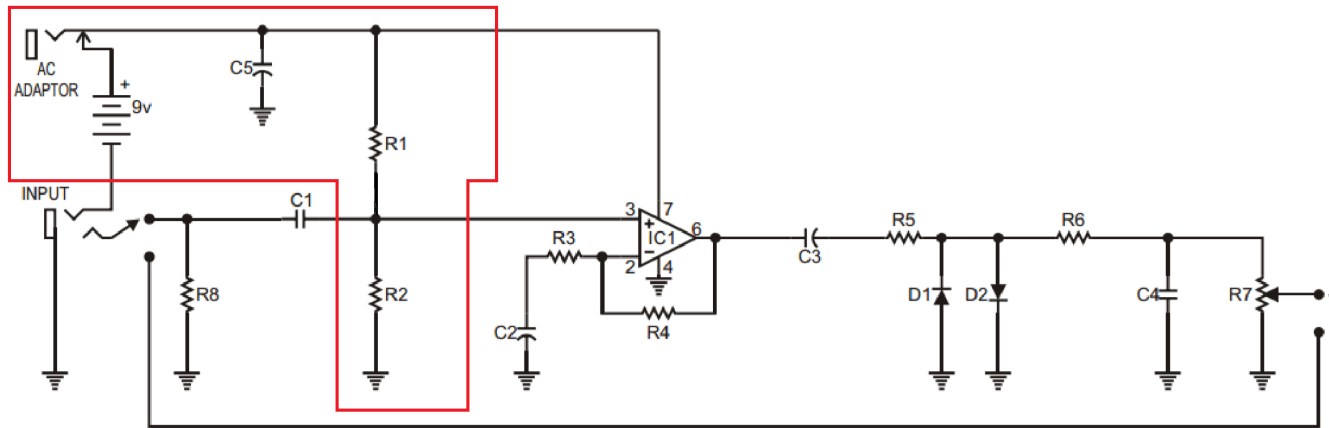 AC
ADAPTOR
+
9v
C5
R1
INPUT
C1
R8
R2
3
7
+
IC1
6
−
2
4
R3
C2
R4
C3
R5
D1
D2
R6
C4
R7